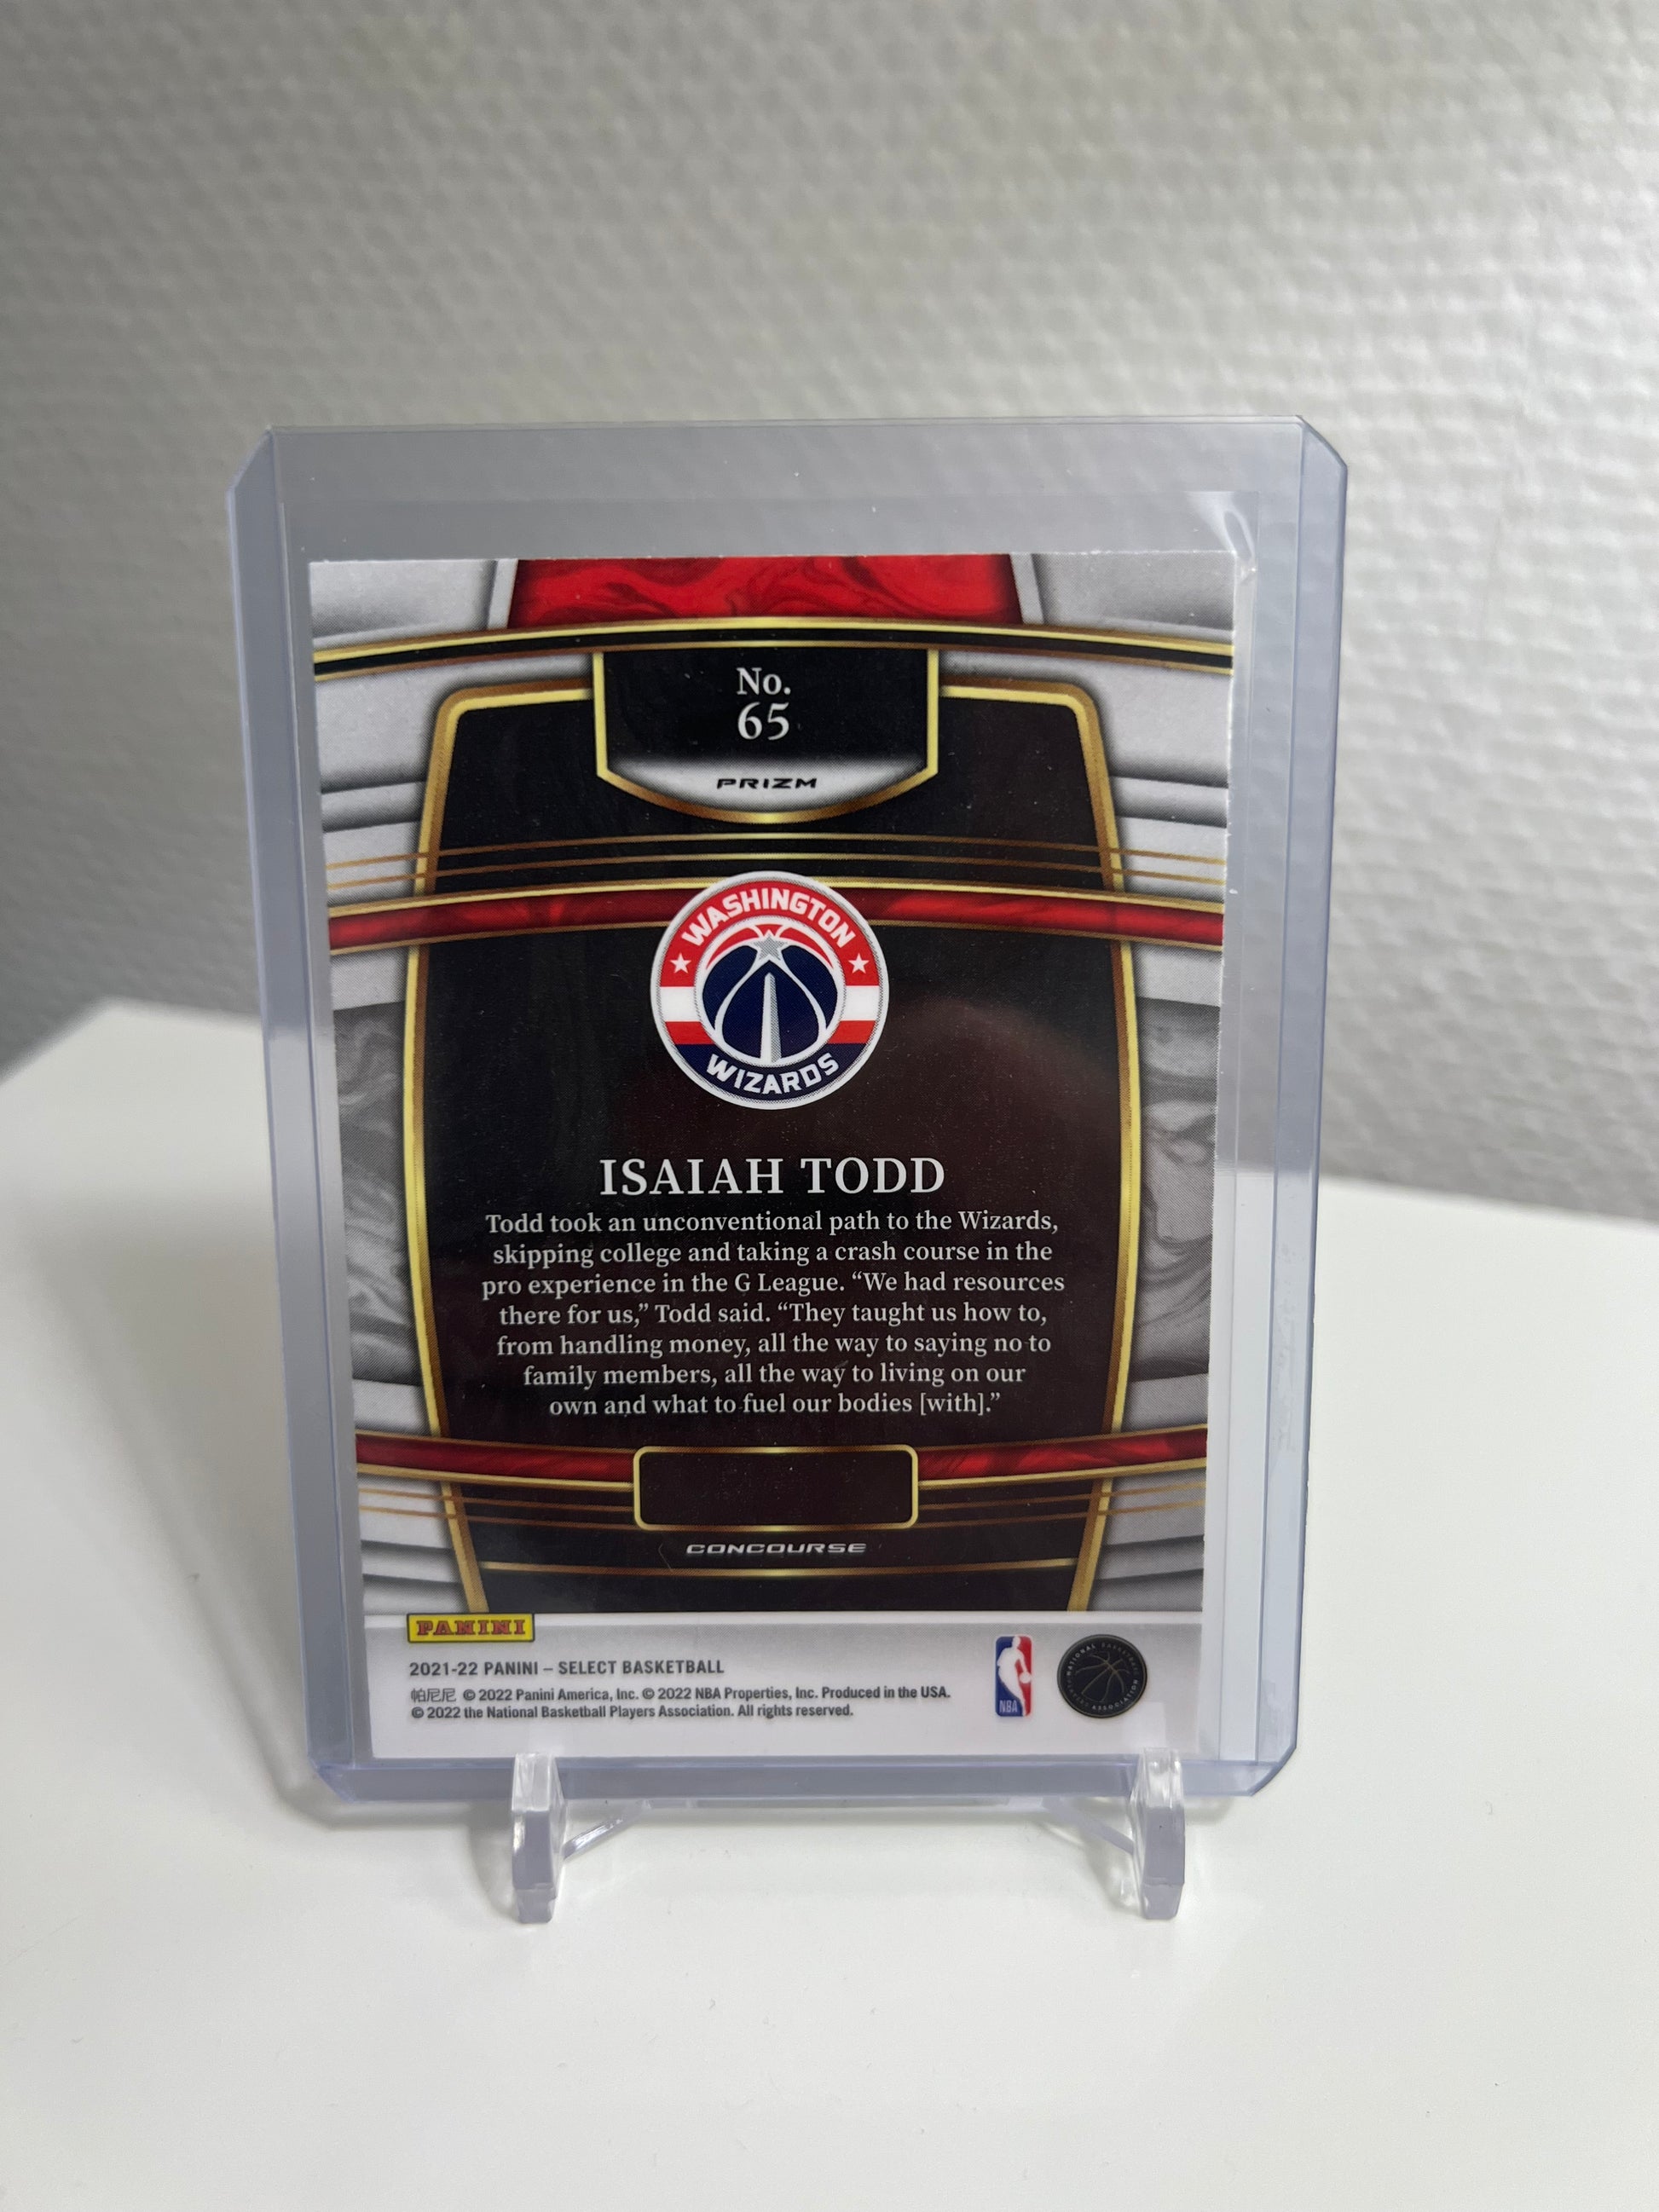 No.
65
PRIZM
WASHINGTON
WIZARDS
ISAIAH TODD
Todd took an unconventional path to the Wizards,
skipping college and taking a crash course in the
pro experience in the G League. “We had resources
there for us,” Todd said. “They taught us how to,
from handling money, all the way to saying no to
family members, all the way to living on our
own and what to fuel our bodies [with].”
CONCOURSE
PANINI
2021-22 PANINI – SELECT BASKETBALL
帕尼尼 © 2022 Panini America, Inc. © 2022 NBA Properties, Inc. Produced in the USA.
© 2022 the National Basketball Players Association. All rights reserved.
NBA
NATIONAL BASKETBALL
PLAYERS ASSOCIATION